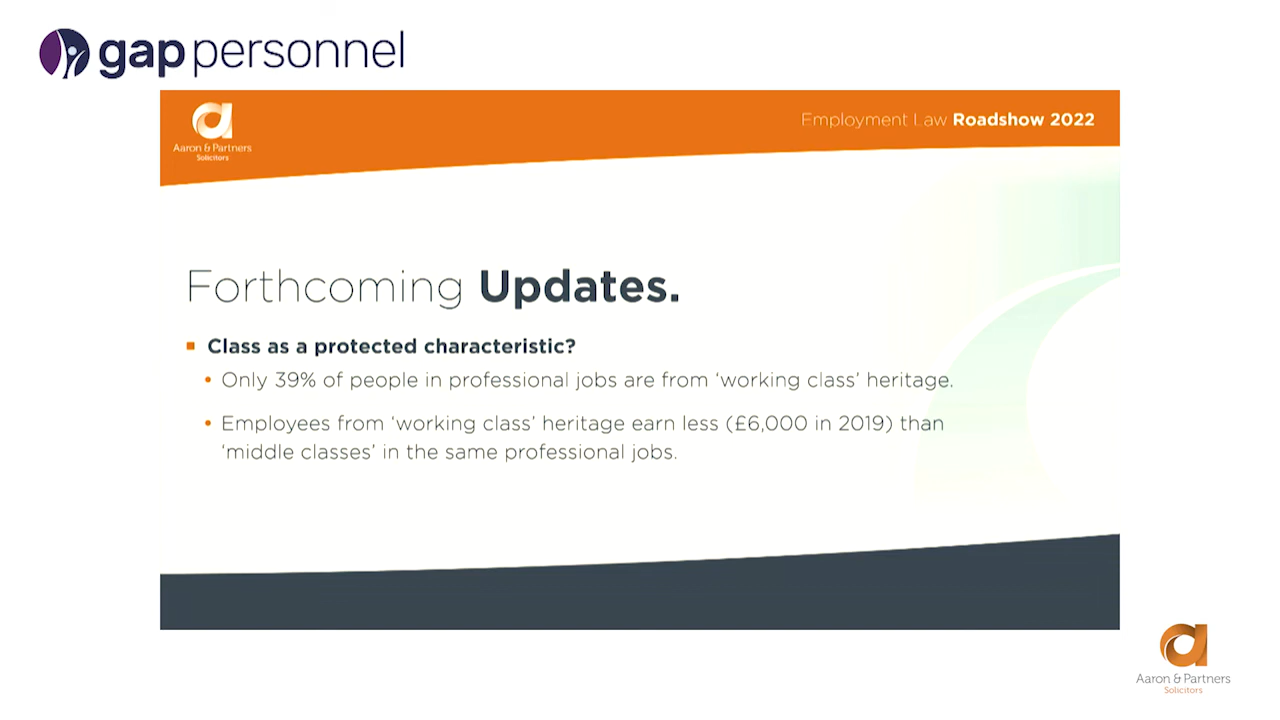 gap personnel
Aaron & Partners
Solicitors
Employment Law Roadshow 2022
Forthcoming Updates.
Class as a protected characteristic?
Only 39% of people in professional jobs are from ‘working class’ heritage.
Employees from ‘working class’ heritage earn less (£6,000 in 2019) than
‘middle classes’ in the same professional jobs.
Aaron & Partners
Solicitors